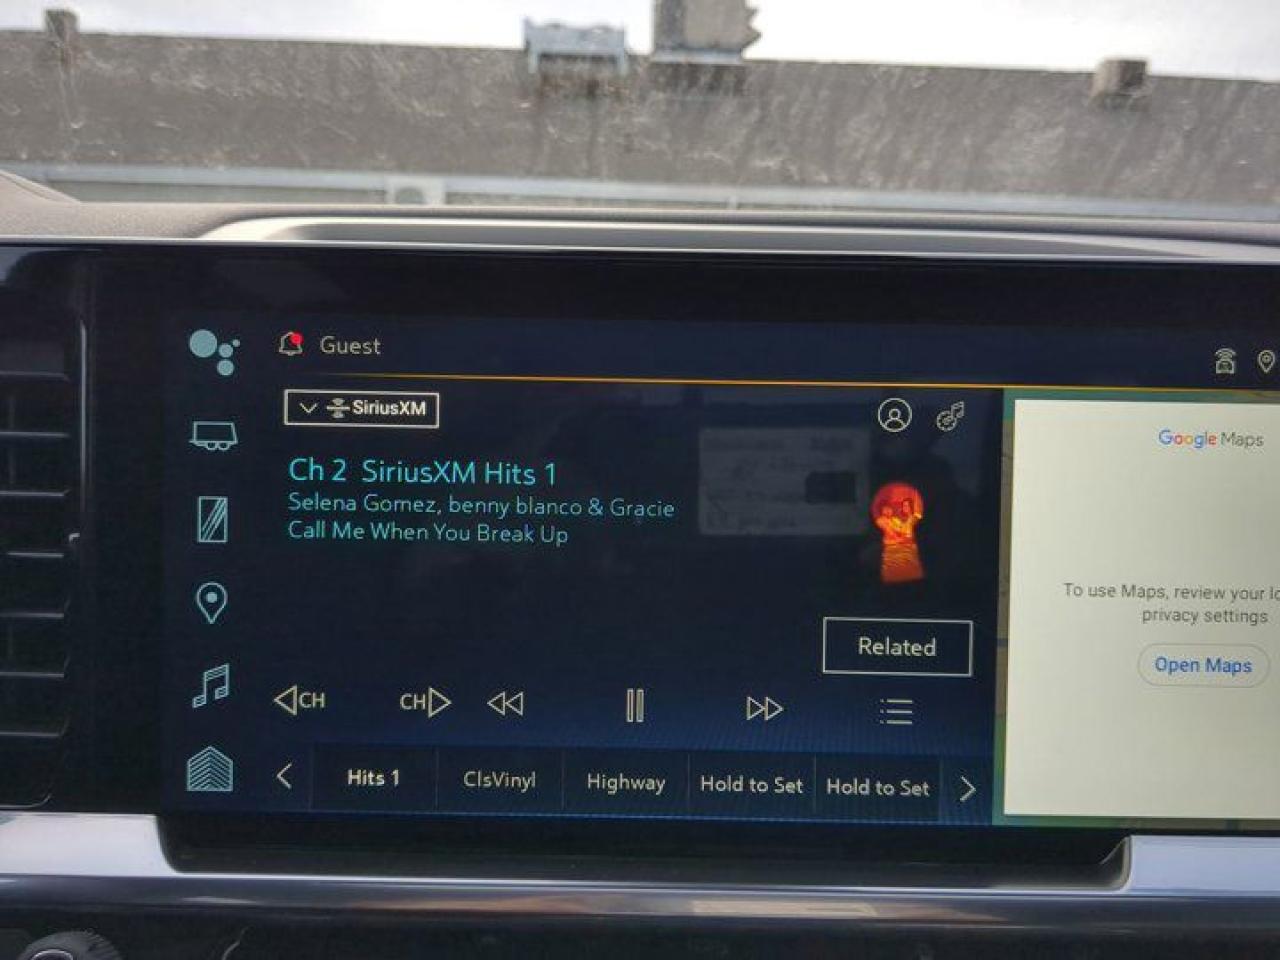 Guest
SiriusXM
Ch 2 SiriusXM Hits 1
Selena Gomez, benny blanco & Gracie
Call Me When You Break Up
Related
CH
CH
Hits 1
ClsVinyl
Highway
Hold to Set
Hold to Set
Google Maps
To use Maps, review your
privacy settings
Open Maps